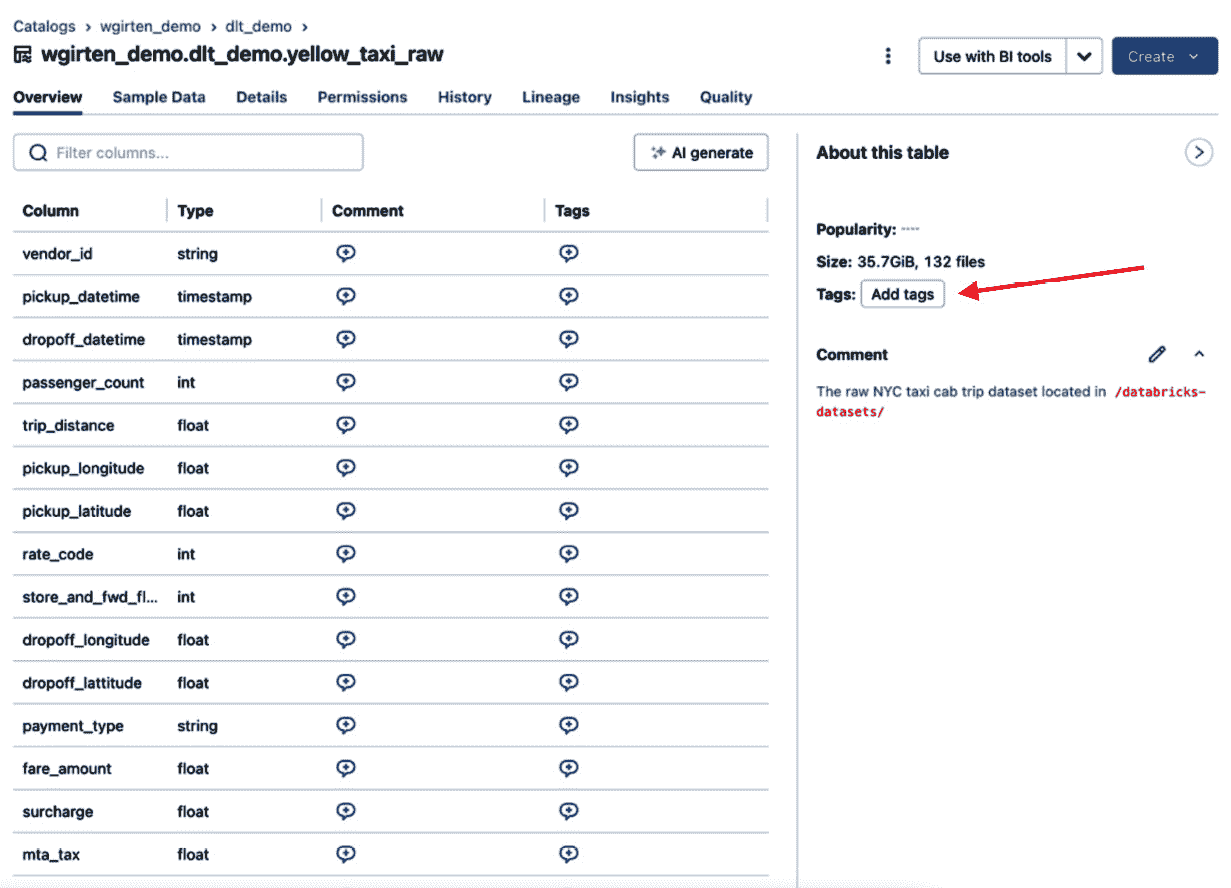 Catalogs › wgirten_demo › dlt_demo ›
wgirten_demo.dlt_demo.yellow_taxi_raw
Use with BI tools
Create
Overview Sample Data Details Permissions History Lineage Insights Quality
Filter columns...
AI generate
Column Type Comment Tags
vendor_id string
pickup_datetime timestamp
dropoff_datetime timestamp
passenger_count int
trip_distance float
pickup_longitude float
pickup_latitude float
rate_code int
store_and_fwd_fl... int
dropoff_longitude float
dropoff_lattitude float
payment_type string
fare_amount float
surcharge float
mta_tax float
About this table
Popularity: ----
Size: 35.7GiB, 132 files
Tags: Add tags
Comment
The raw NYC taxi cab trip dataset located in /databricks-
datasets/